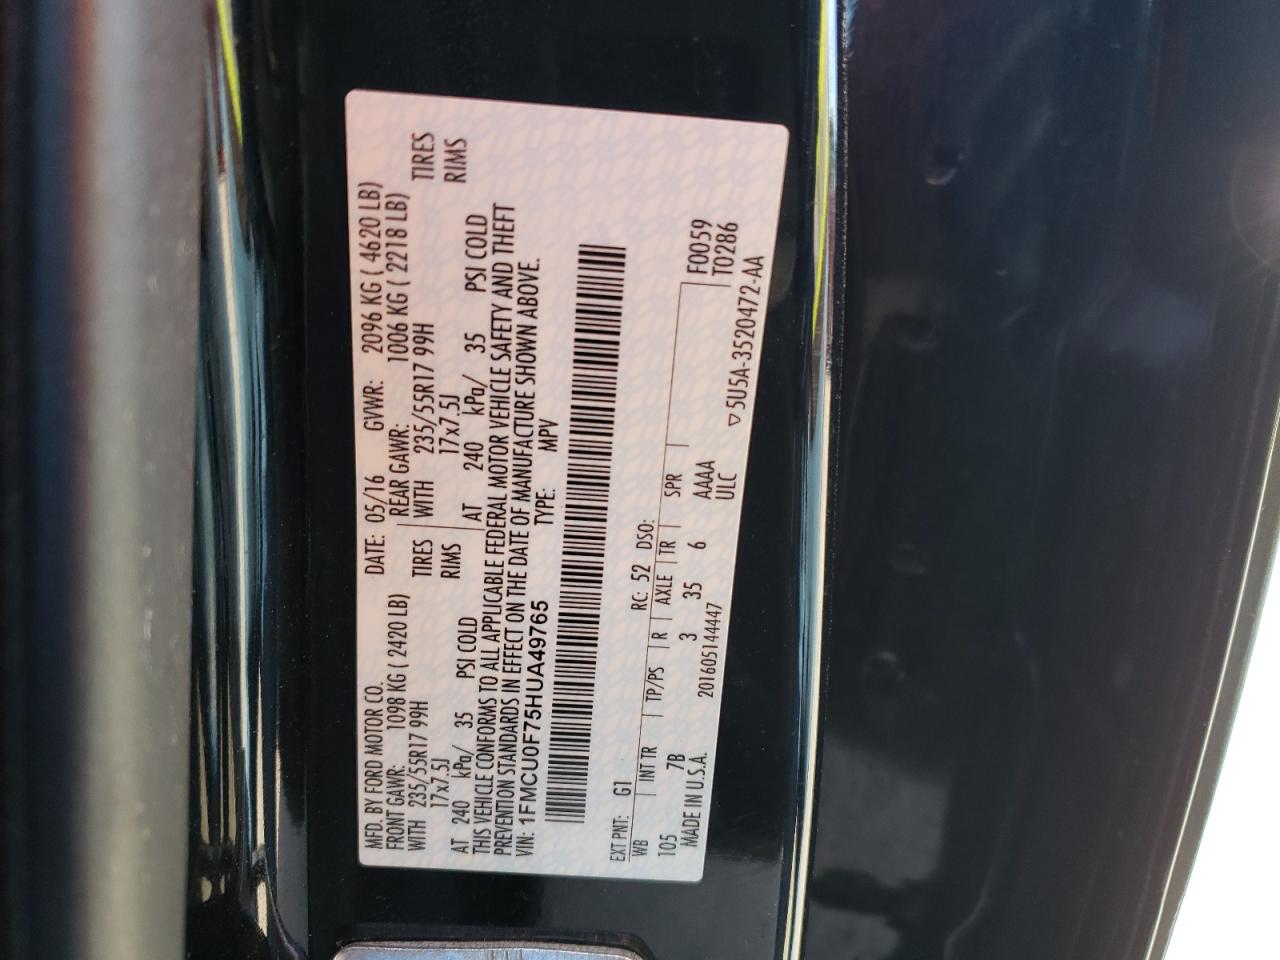 MFD. BY FORD MOTOR CO.
DATE: 05/16 GVWR: 2096 KG ( 4620 LB)
FRONT GAWR: 1098 KG ( 2420 LB) REAR GAWR: 1006 KG ( 2218 LB)
WITH 235/55R17 99H TIRES WITH 235/55R17 99H TIRES
17x7.5J RIMS 17x7.5J RIMS
AT 240 kPa/ 35 PSI COLD AT 240 kPa/ 35 PSI COLD
THIS VEHICLE CONFORMS TO ALL APPLICABLE FEDERAL MOTOR VEHICLE SAFETY AND THEFT
PREVENTION STANDARDS IN EFFECT ON THE DATE OF MANUFACTURE SHOWN ABOVE.
VIN: 1FMCU0F75HUA49765 TYPE: MPV
EXT PNT: G1 RC: 52 DSO:
WB INT TR TP/PS R AXLE TR SPR F0059
105 7B 3 35 6 AAAA T0286
MADE IN U.S.A. 201605144447 ULC
▽5U5A-3520472-AA